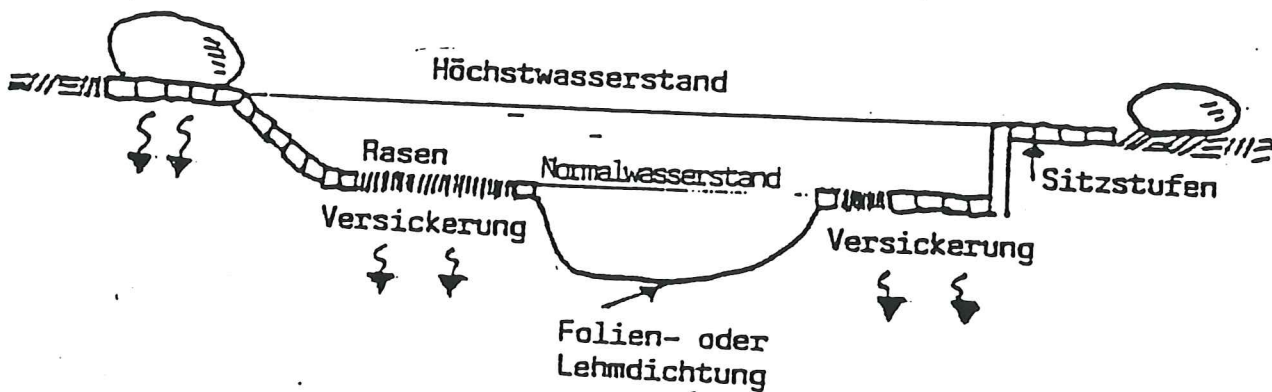 Höchstwasserstand
Rasen
Normalwasserstand
Sitzstufen
Versickerung
Versickerung
Folien- oder
Lehmdichtung